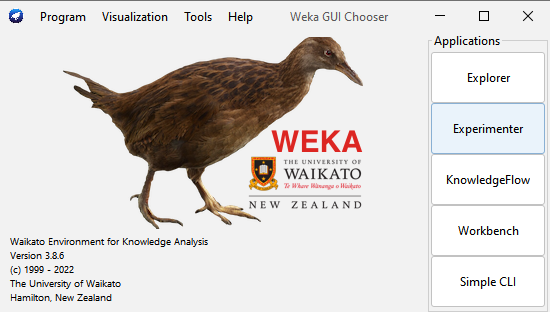 Program Visualization Tools Help Weka GUI Chooser
Applications
Explorer
Experimenter
KnowledgeFlow
Workbench
Simple CLI
WEKA
THE UNIVERSITY OF
WAIKATO
Te Whare Wānanga o Waikato
NEW ZEALAND
Waikato Environment for Knowledge Analysis
Version 3.8.6
(c) 1999 - 2022
The University of Waikato
Hamilton, New Zealand